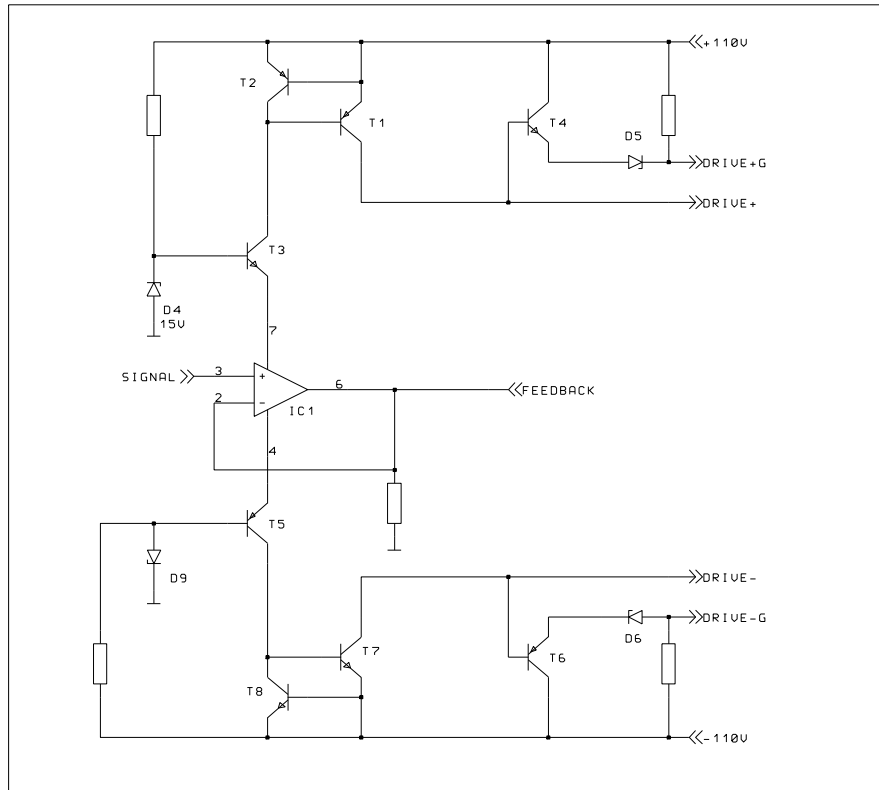 +110V
T2
T1
T4
D5
DRIVE+G
DRIVE+
T3
D4
15V
7
SIGNAL
3
+
6
FEEDBACK
2
-
IC1
4
T5
D9
DRIVE-
DRIVE-G
D6
T7
T6
T8
-110V